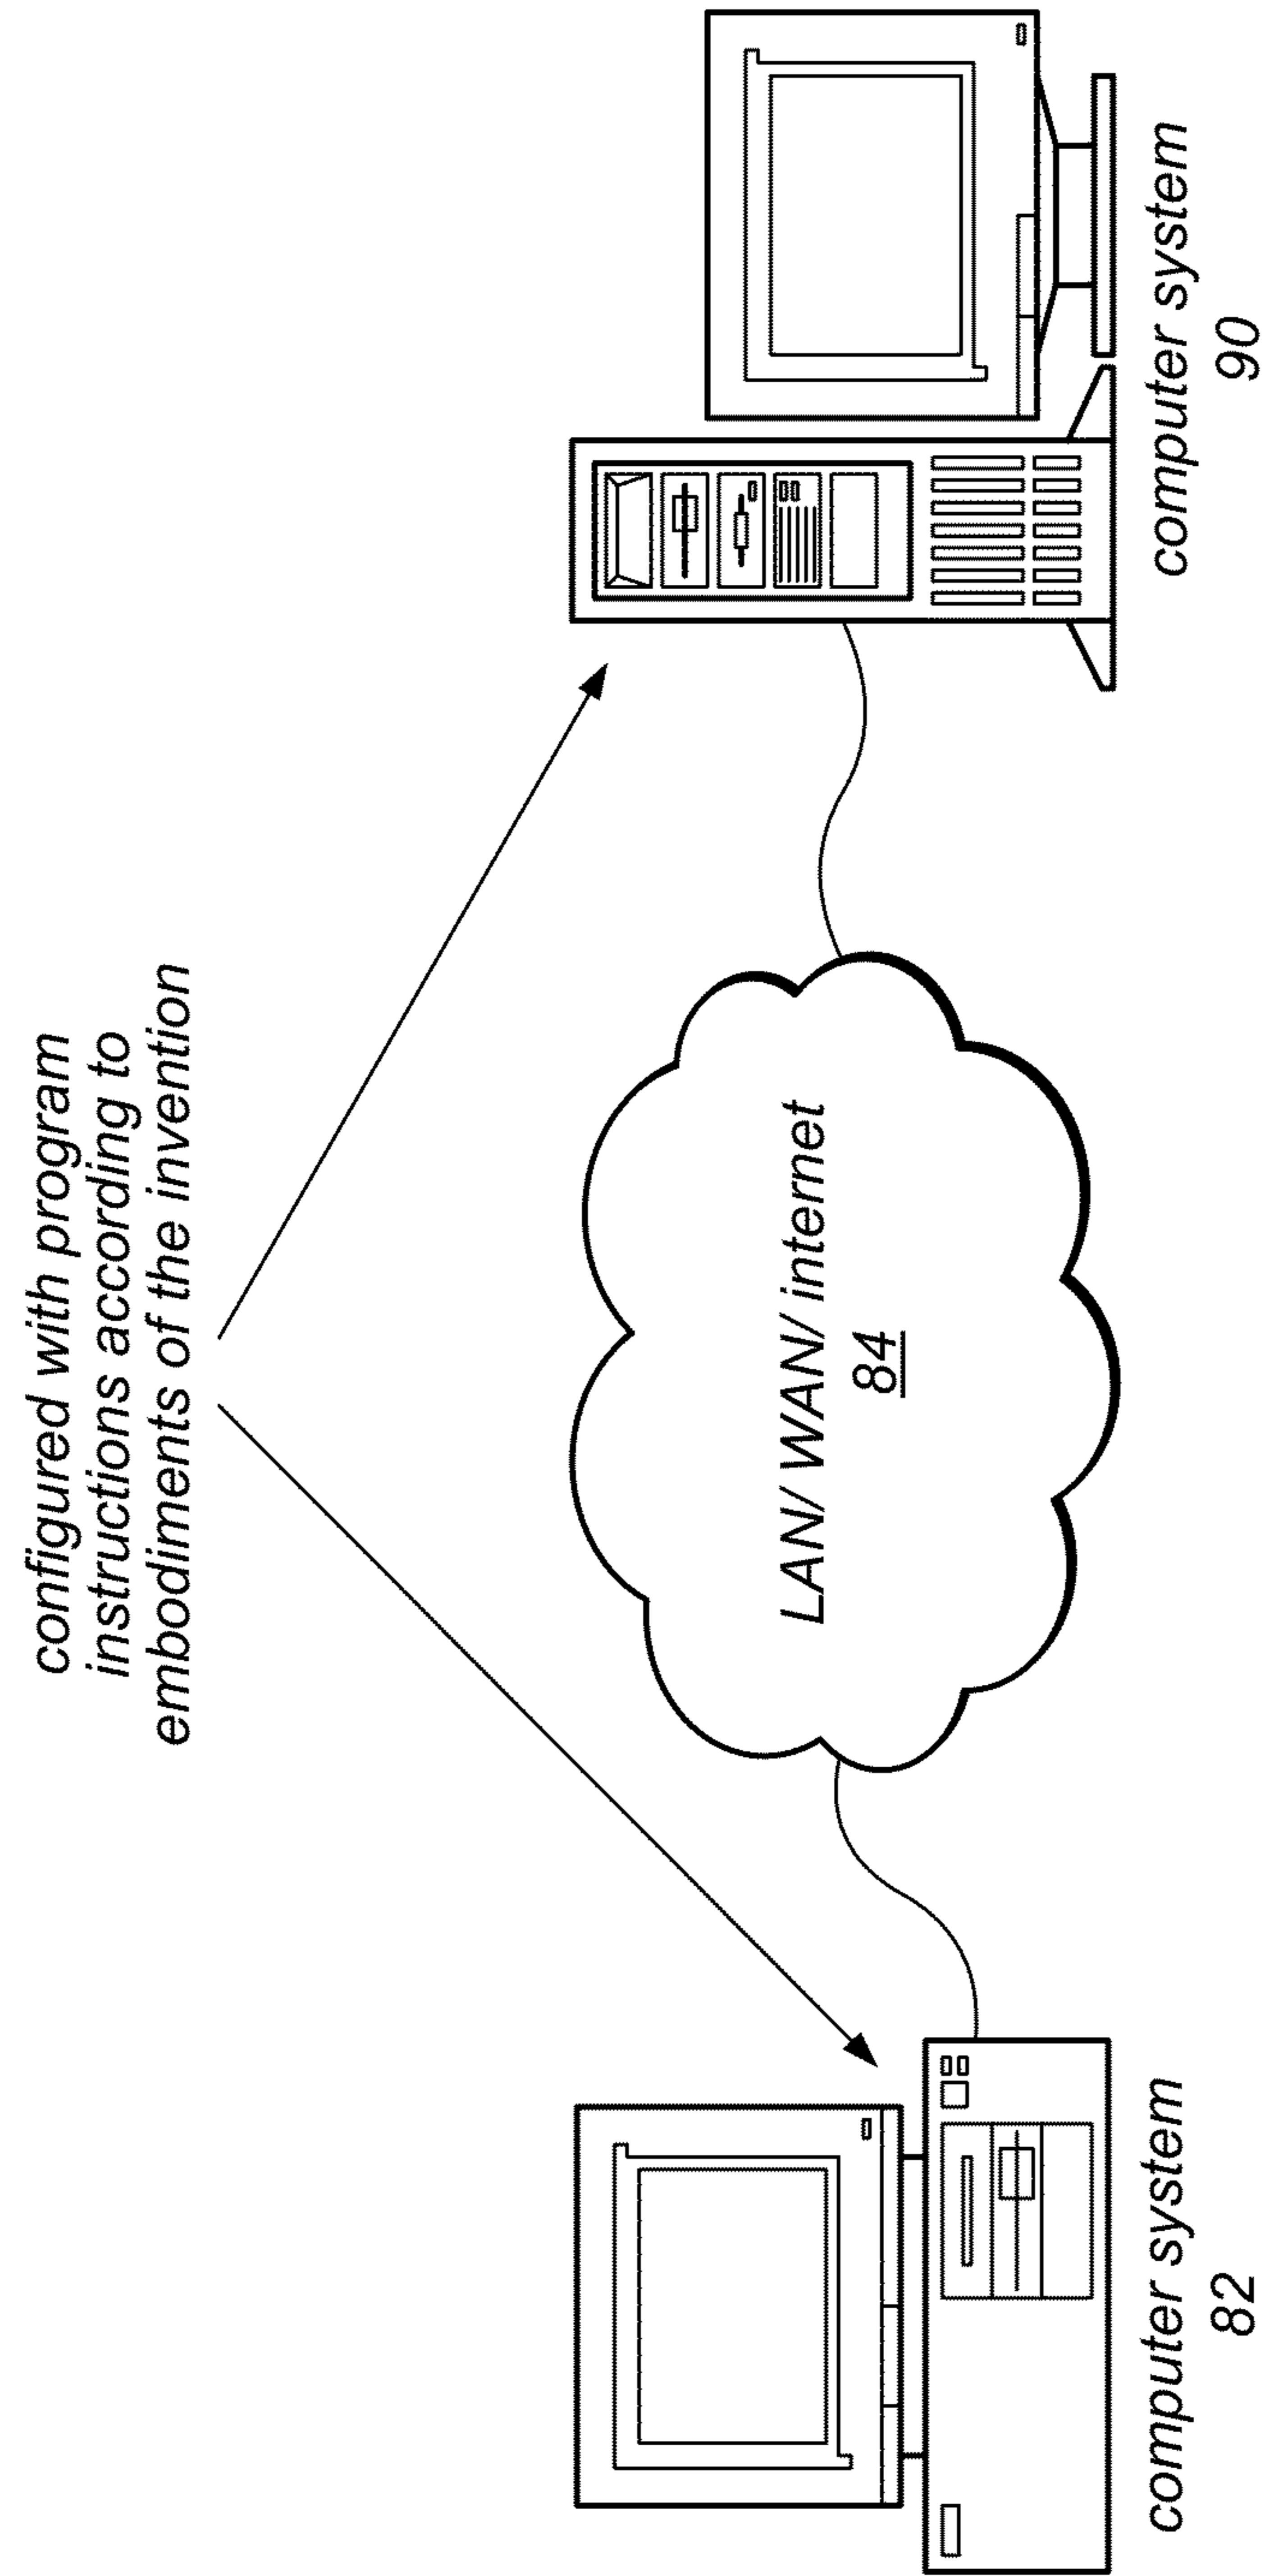 configured with program
instructions according to
embodiments of the invention
LAN/ WAN/ internet
84
computer system
82
computer system
90